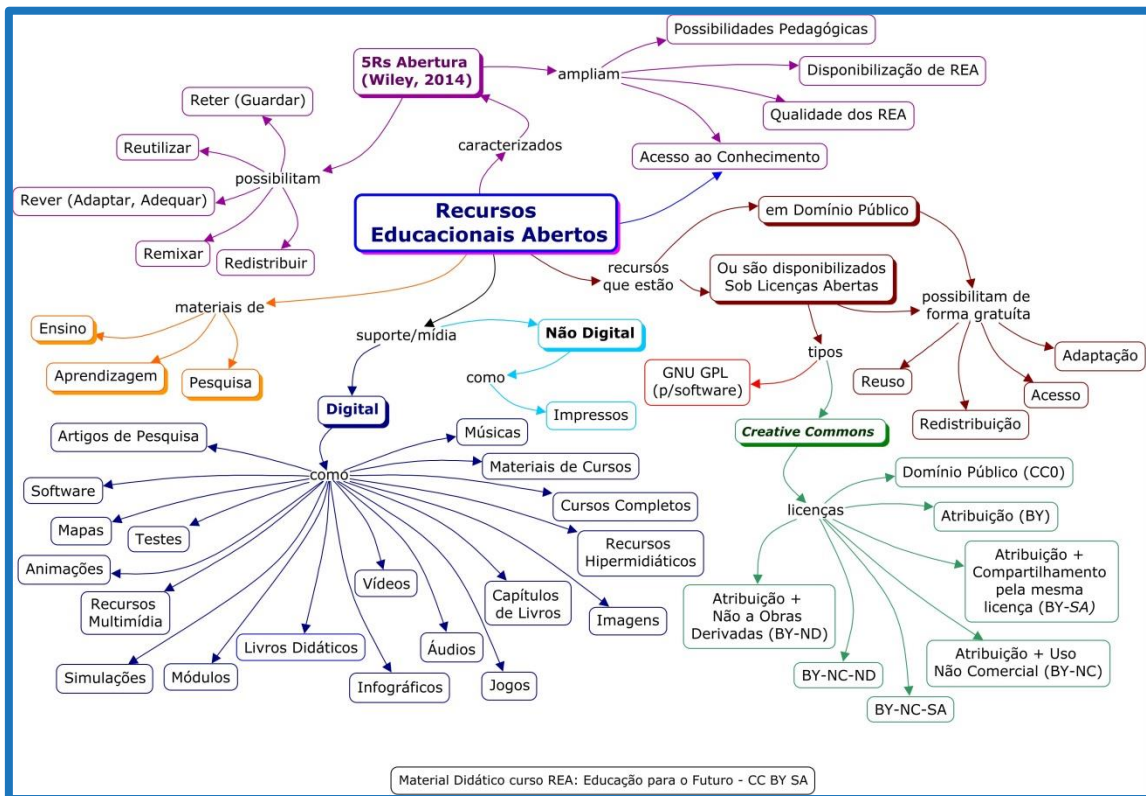 5Rs Abertura
(Wiley, 2014)
ampliam
Possibilidades Pedagógicas
Disponibilização de REA
Qualidade dos REA
Acesso ao Conhecimento
caracterizados
possibilitam
Reter (Guardar)
Reutilizar
Rever (Adaptar, Adequar)
Remixar
Redistribuir
Recursos
Educacionais Abertos
recursos
que estão
em Domínio Público
Ou são disponibilizados
Sob Licenças Abertas
possibilitam de
forma gratuíta
Reuso
Redistribuição
Acesso
Adaptação
tipos
GNU GPL
(p/software)
Creative Commons
licenças
Domínio Público (CC0)
Atribuição (BY)
Atribuição +
Compartilhamento
pela mesma
licença (BY-SA)
Atribuição + Uso
Não Comercial (BY-NC)
BY-NC-SA
BY-NC-ND
Atribuição +
Não a Obras
Derivadas (BY-ND)
materiais de
Ensino
Aprendizagem
Pesquisa
suporte/mídia
Não Digital
como
Impressos
Digital
como
Artigos de Pesquisa
Software
Mapas
Testes
Animações
Recursos
Multimídia
Simulações
Módulos
Livros Didáticos
Vídeos
Infográficos
Áudios
Jogos
Capítulos
de Livros
Imagens
Recursos
Hipermidiáticos
Cursos Completos
Materiais de Cursos
Músicas
Material Didático curso REA: Educação para o Futuro - CC BY SA